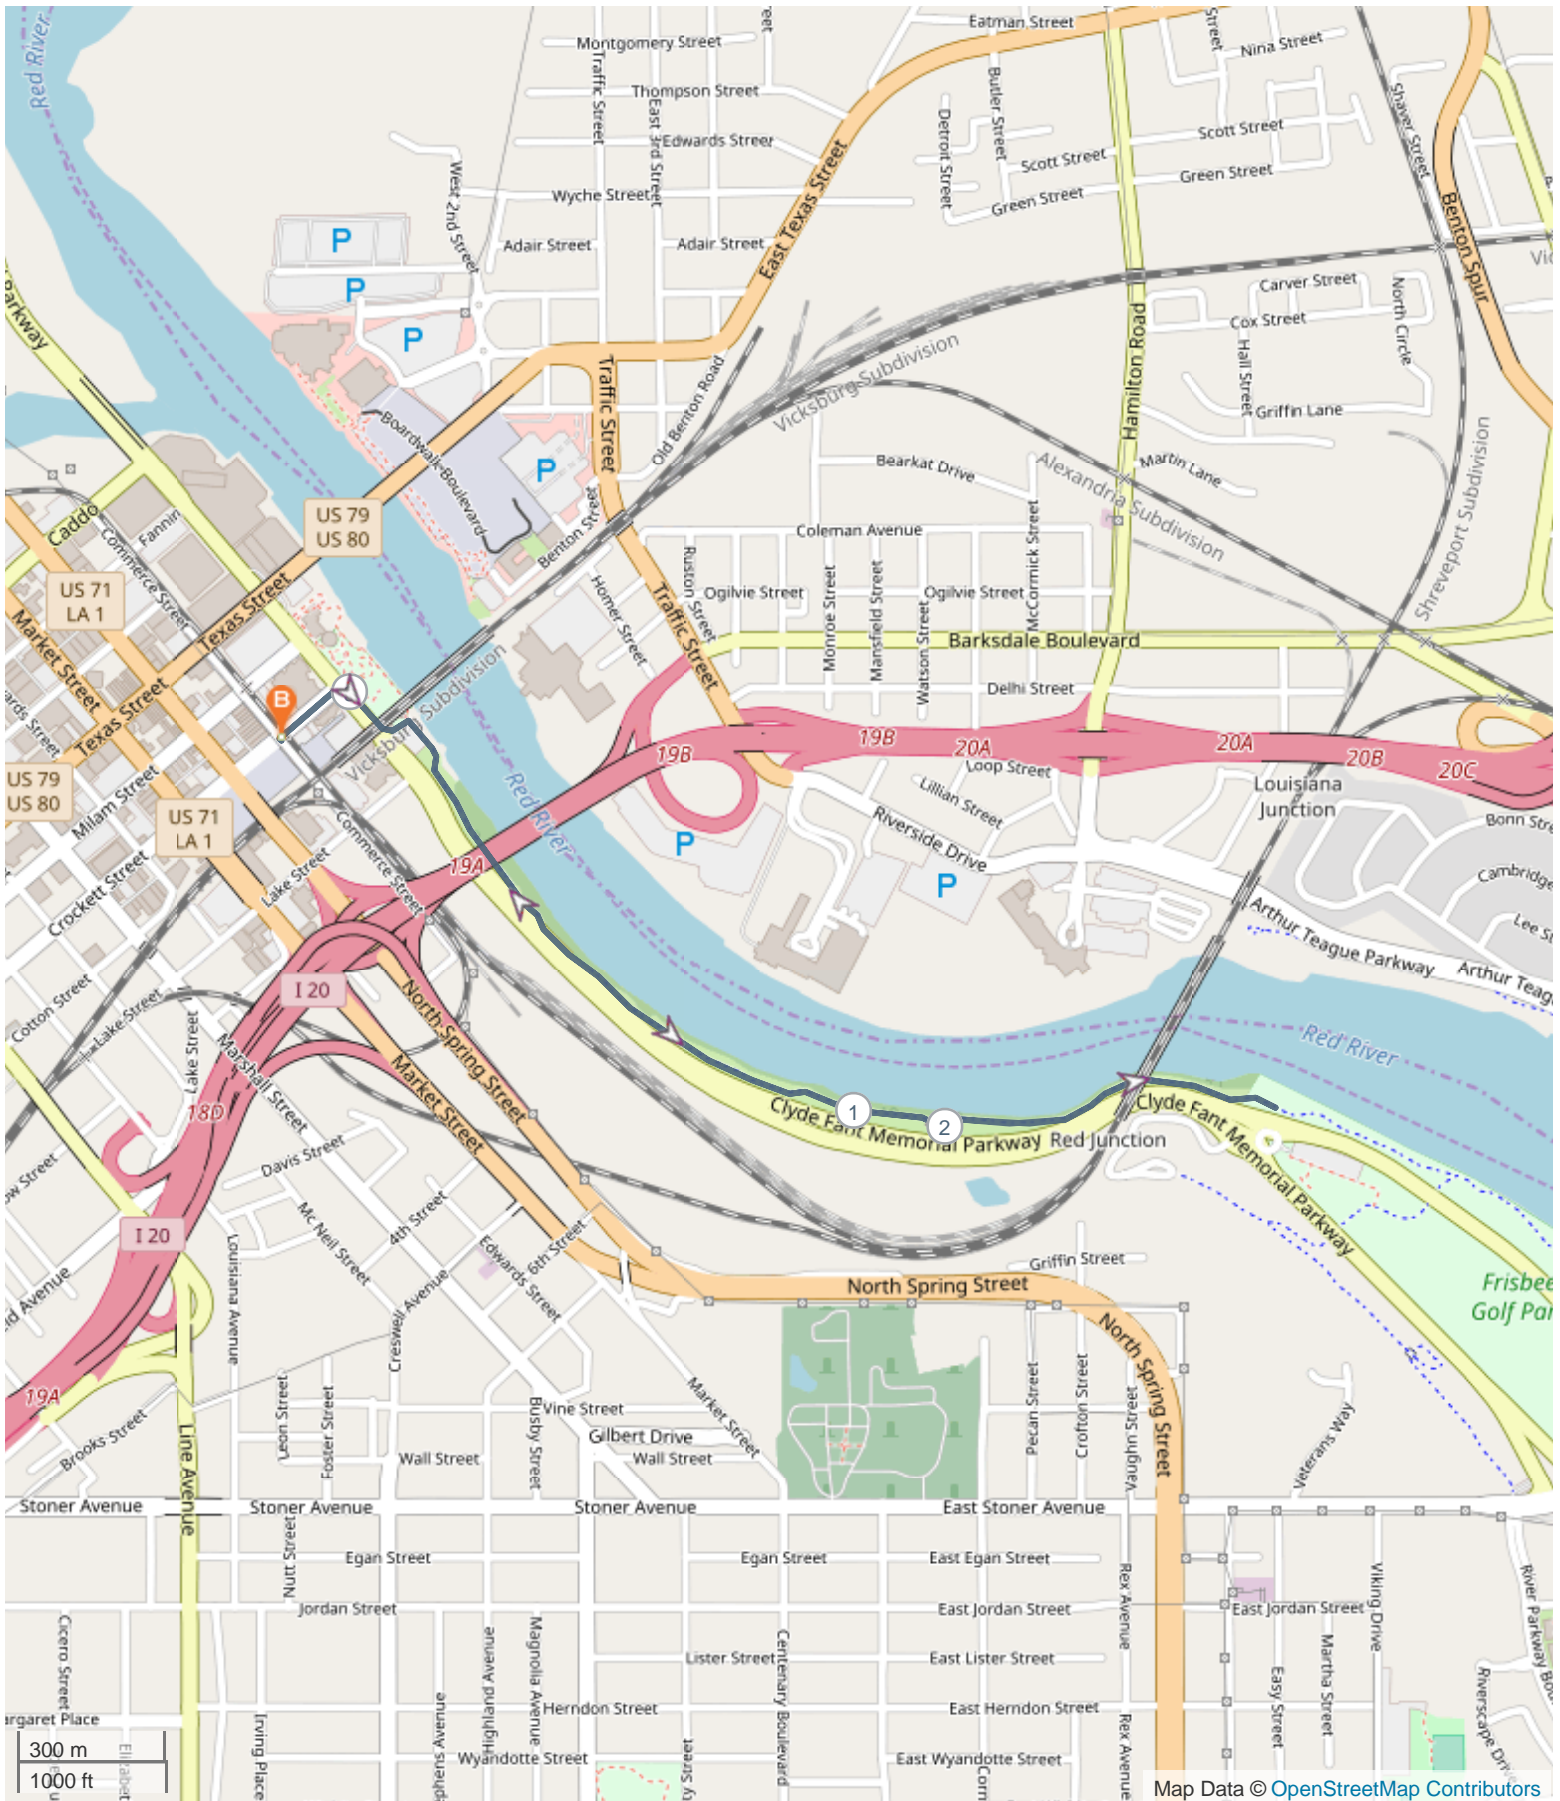 Red River
Montgomery Street
Traffic Street
Thompson Street
East 3rd Street
Edwards Street
West 2nd Street
Wyche Street
Adair Street
Adair Street
East Texas Street
Eatman Street
Butler Street
Detroit Street
Nina Street
Scott Street
Scott Street
Green Street
Green Street
Shaver Street
Benton Spur
P
P
P
P
Carver Street
Cox Street
Hall Street
North Circle
Griffin Lane
Martin Lane
Hamilton Road
Vicksburg Subdivision
Alexandria Subdivision
Shreveport Subdivision
Boardwalk Boulevard
Traffic Street
Old Benton Road
Benton Street
Bearkat Drive
Coleman Avenue
McCormick Street
Ogilvie Street
Ogilvie Street
Ruston Street
Homer Street
Traffic Street
Monroe Street
Mansfield Street
Watson Street
Barksdale Boulevard
Delhi Street
Caddo
Fannin
Commerce Street
US 79
US 80
US 71
LA 1
Texas Street
Market Street
Texas Street
B
Vicksburg Subdivision
US 79
US 80
US 71
LA 1
Milam Street
Crockett Street
Lake Street
Commerce Street
Red River
19A
19B
19B
20A
20A
20B
20C
Loop Street
Lillian Street
Riverside Drive
P
P
Louisiana
Junction
Bonn Stre
Cambridge
Lee St
Arthur Teague Parkway
Arthur Teag
Red River
I 20
Cotton Street
Lake Street
Lake Street
Marshall Street
North Spring Street
Market Street
18D
Davis Street
Mc Neil Street
4th Street
Edwards Street
6th Street
I 20
Louisiana Avenue
Creswell Avenue
1
2
Clyde Fant Memorial Parkway
Red Junction
Clyde Fant Memorial Parkway
Griffin Street
North Spring Street
North Spring Street
Frisbee
Golf Par
19A
Brooks Street
Line Avenue
Leon Street
Foster Street
Busby Street
Vine Street
Gilbert Drive
Wall Street
Wall Street
Market Street
Pecan Street
Crofton Street
Vaughn Street
Veterans Way
Stoner Avenue
Stoner Avenue
Stoner Avenue
East Stoner Avenue
Nutt Street
Egan Street
Egan Street
East Egan Street
Rex Avenue
Viking Drive
River Parkway
Jordan Street
East Jordan Street
East Jordan Street
Cicero Street
Highland Avenue
Magnolia Avenue
Lister Street
Centenary Boulevard
East Lister Street
Easy Street
Martha Street
Riverscape Drive
argaret Place
Irving Place
Herndon Street
East Herndon Street
Rex Avenue
Wyandotte Street
East Wyandotte Street
300 m
1000 ft
Map Data © OpenStreetMap Contributors